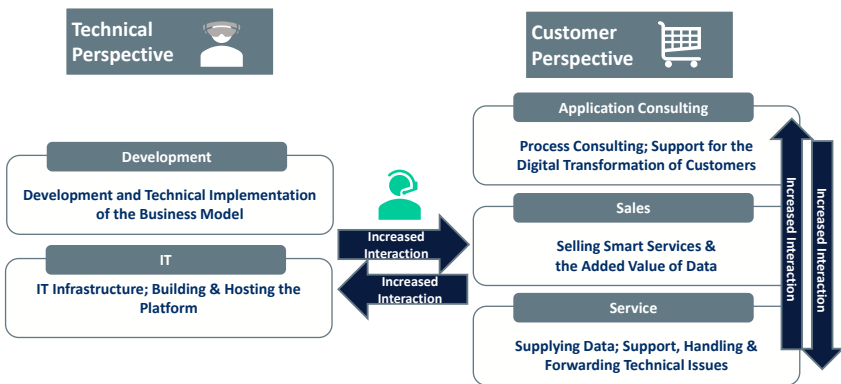 Technical
Perspective
Customer
Perspective
Application Consulting
Process Consulting; Support for the
Digital Transformation of Customers
Development
Development and Technical Implementation
of the Business Model
Sales
Selling Smart Services &
the Added Value of Data
Increased
Interaction
IT
IT Infrastructure; Building & Hosting the
Platform
Increased
Interaction
Service
Supplying Data; Support, Handling &
Forwarding Technical Issues
Increased Interaction
Increased Interaction